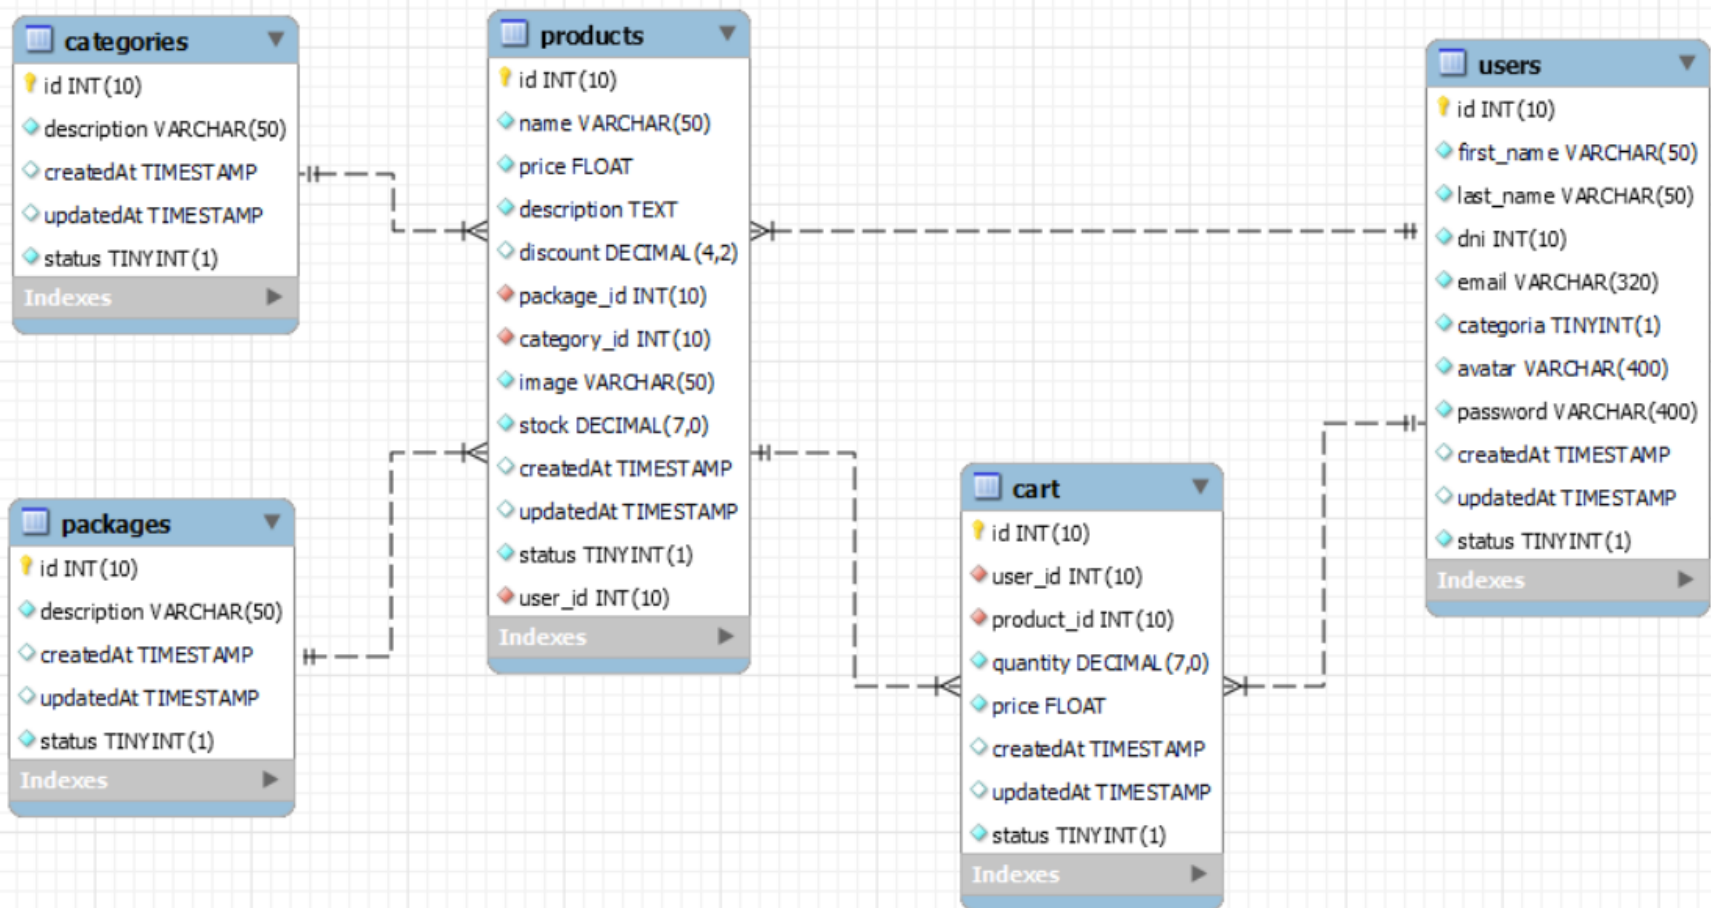 categories
id INT(10)
description VARCHAR(50)
createdAt TIMESTAMP
updatedAt TIMESTAMP
status TINYINT(1)
Indexes
packages
id INT(10)
description VARCHAR(50)
createdAt TIMESTAMP
updatedAt TIMESTAMP
status TINYINT(1)
Indexes
products
id INT(10)
name VARCHAR(50)
price FLOAT
description TEXT
discount DECIMAL(4,2)
package_id INT(10)
category_id INT(10)
image VARCHAR(50)
stock DECIMAL(7,0)
createdAt TIMESTAMP
updatedAt TIMESTAMP
status TINYINT(1)
user_id INT(10)
Indexes
cart
id INT(10)
user_id INT(10)
product_id INT(10)
quantity DECIMAL(7,0)
price FLOAT
createdAt TIMESTAMP
updatedAt TIMESTAMP
status TINYINT(1)
Indexes
users
id INT(10)
first_name VARCHAR(50)
last_name VARCHAR(50)
dni INT(10)
email VARCHAR(320)
categoria TINYINT(1)
avatar VARCHAR(400)
password VARCHAR(400)
createdAt TIMESTAMP
updatedAt TIMESTAMP
status TINYINT(1)
Indexes